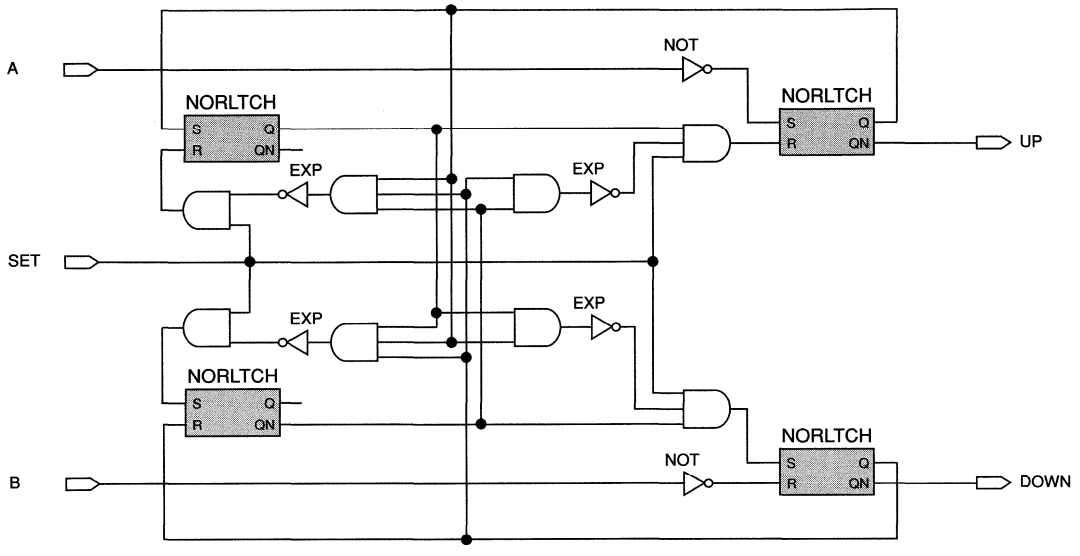 A
NOT
NORLTCH
NORLTCH
S Q
R QN
S Q
R QN
UP
EXP
EXP
SET
EXP
EXP
NORLTCH
S Q
R QN
NORLTCH
NOT
S Q
R QN
B
DOWN